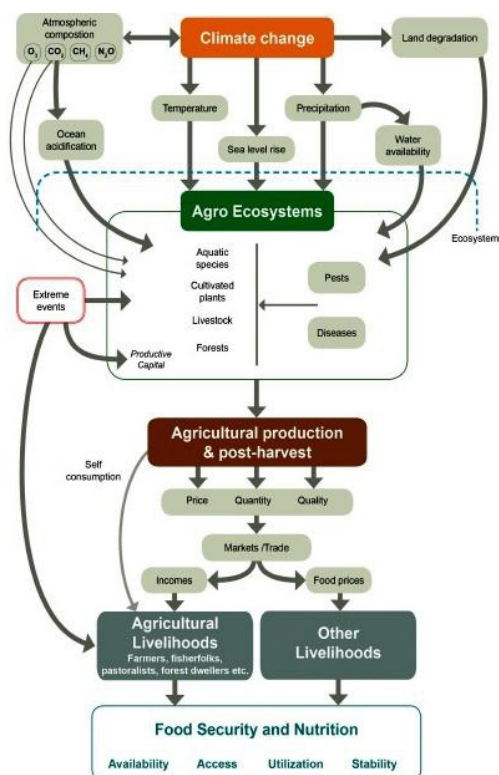 Atmospheric
compostion
O₃ CO₂ CH₄ N₂O
Climate change
Land degradation
Temperature
Precipitation
Ocean
acidification
Sea level rise
Water
availability
Agro Ecosystems
Ecosystem
Aquatic
species
Cultivated
plants
Livestock
Forests
Pests
Diseases
Extreme
events
Productive
Capital
Agricultural production
& post-harvest
Self
consumption
Price
Quantity
Quality
Markets /Trade
Incomes
Food prices
Agricultural
Livelihoods
Farmers, fisherfolks,
pastoralists, forest dwellers etc.
Other
Livelihoods
Food Security and Nutrition
Availability Access Utilization Stability